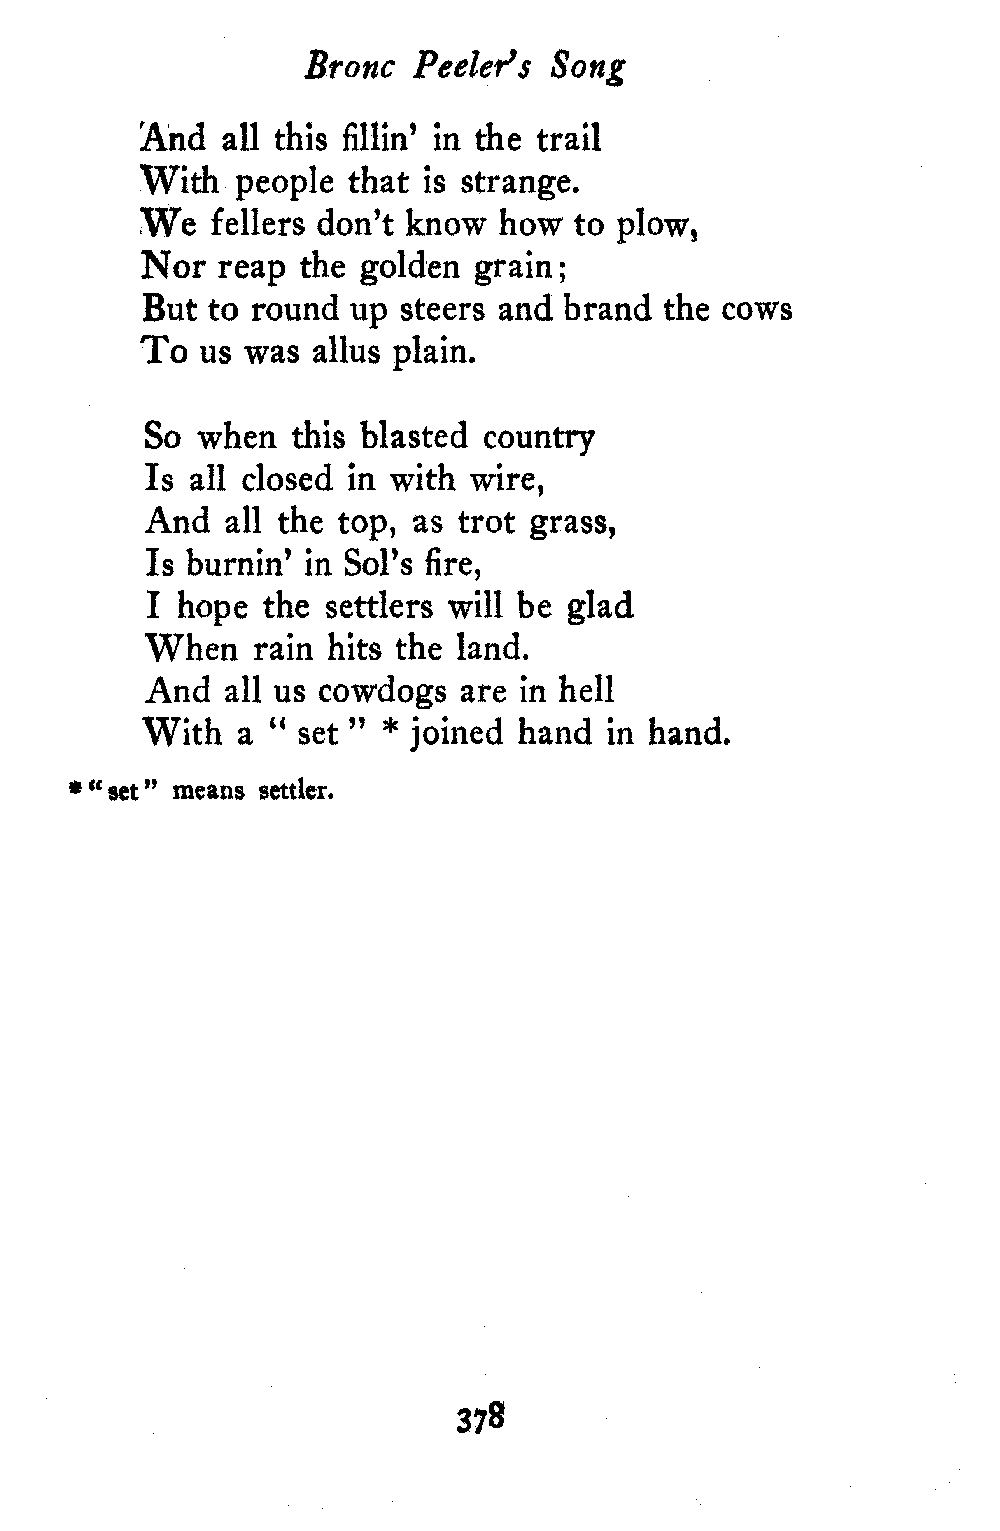 Bronc Peeler's Song
And all this fillin' in the trail
With people that is strange.
We fellers don't know how to plow,
Nor reap the golden grain;
But to round up steers and brand the cows
To us was allus plain.
So when this blasted country
Is all closed in with wire,
And all the top, as trot grass,
Is burnin' in Sol's fire,
I hope the settlers will be glad
When rain hits the land.
And all us cowdogs are in hell
With a " set " * joined hand in hand.
* " set " means settler.
378